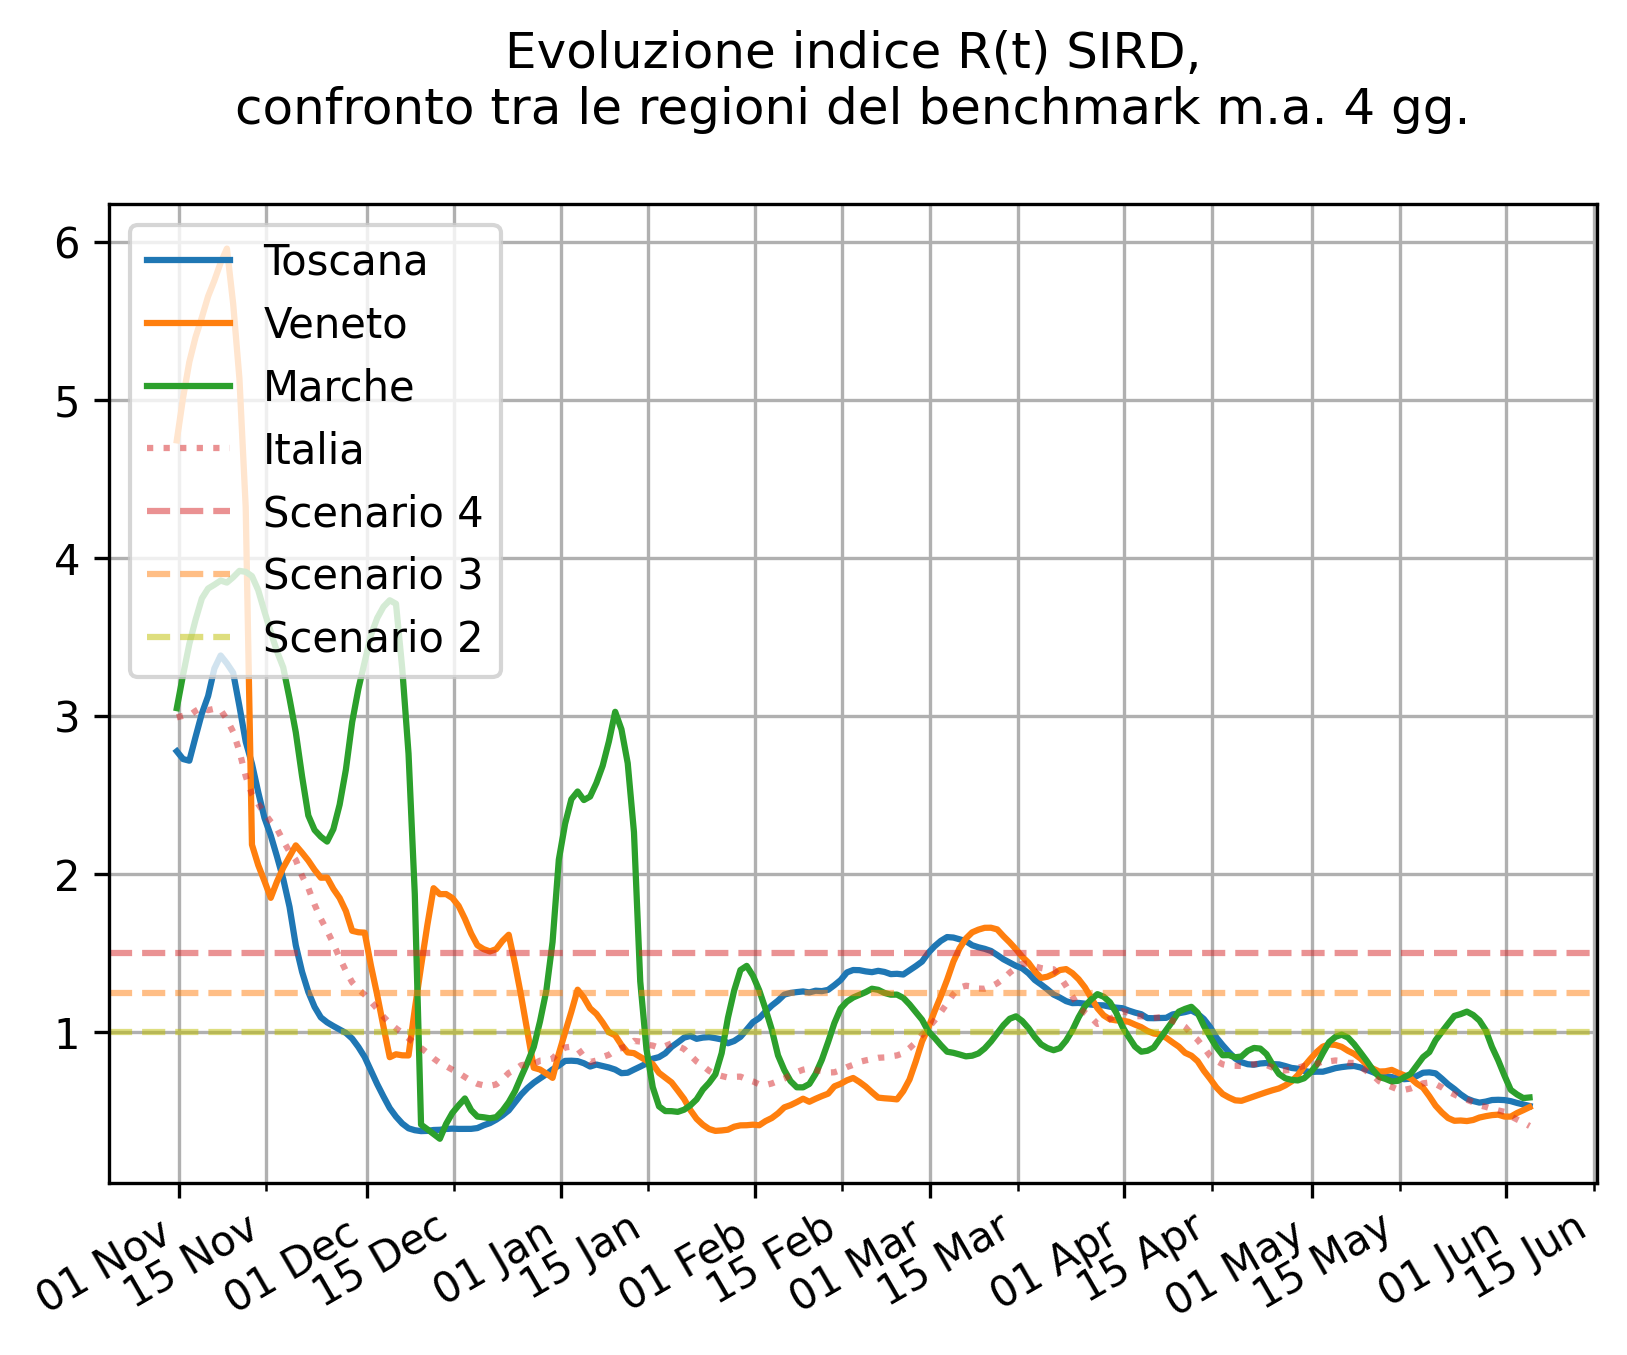 Evoluzione indice R(t) SIRD,
confronto tra le regioni del benchmark m.a. 4 gg.
Toscana
Veneto
Marche
Italia
Scenario 4
Scenario 3
Scenario 2
6
5
4
3
2
1
01 Nov
15 Nov
01 Dec
15 Dec
01 Jan
15 Jan
01 Feb
15 Feb
01 Mar
15 Mar
01 Apr
15 Apr
01 May
15 May
01 Jun
15 Jun